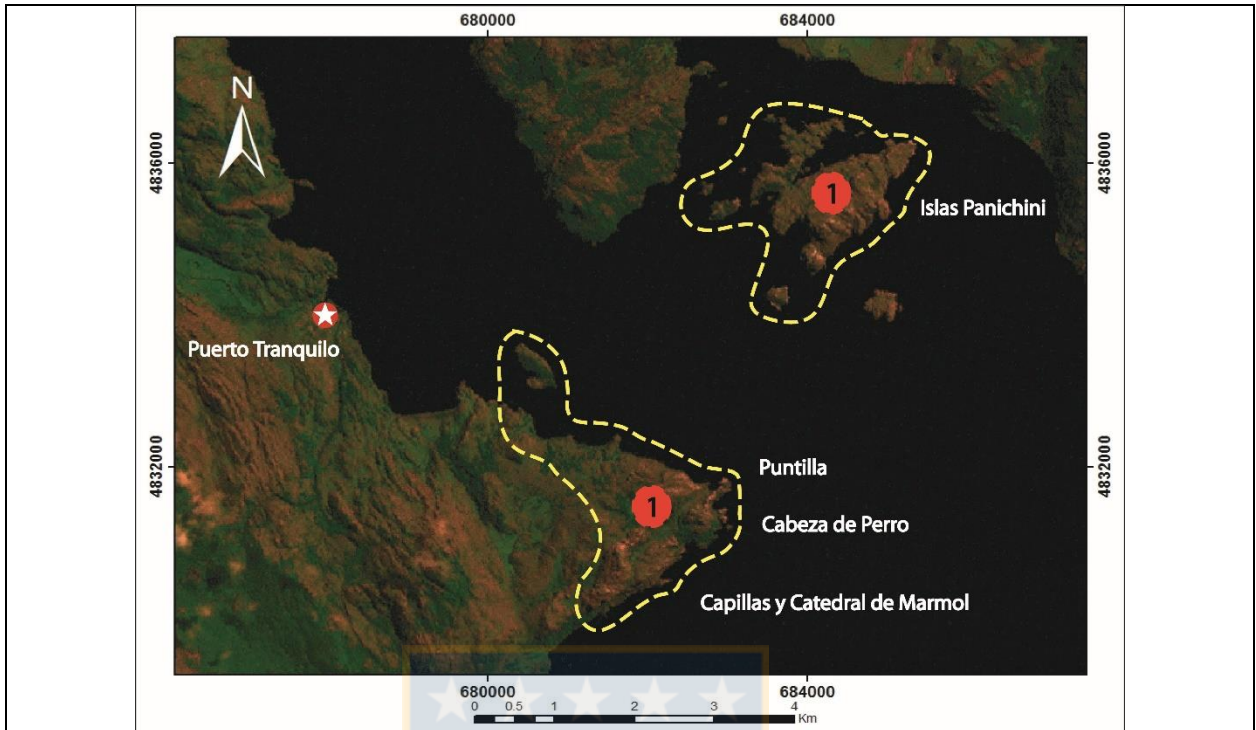 680000 684000
N
4836000 4836000
1
Islas Panichini
Puerto Tranquilo
4832000 4832000
Puntilla
1
Cabeza de Perro
Capillas y Catedral de Marmol
680000 684000
0 0.5 1 2 3 4
Km